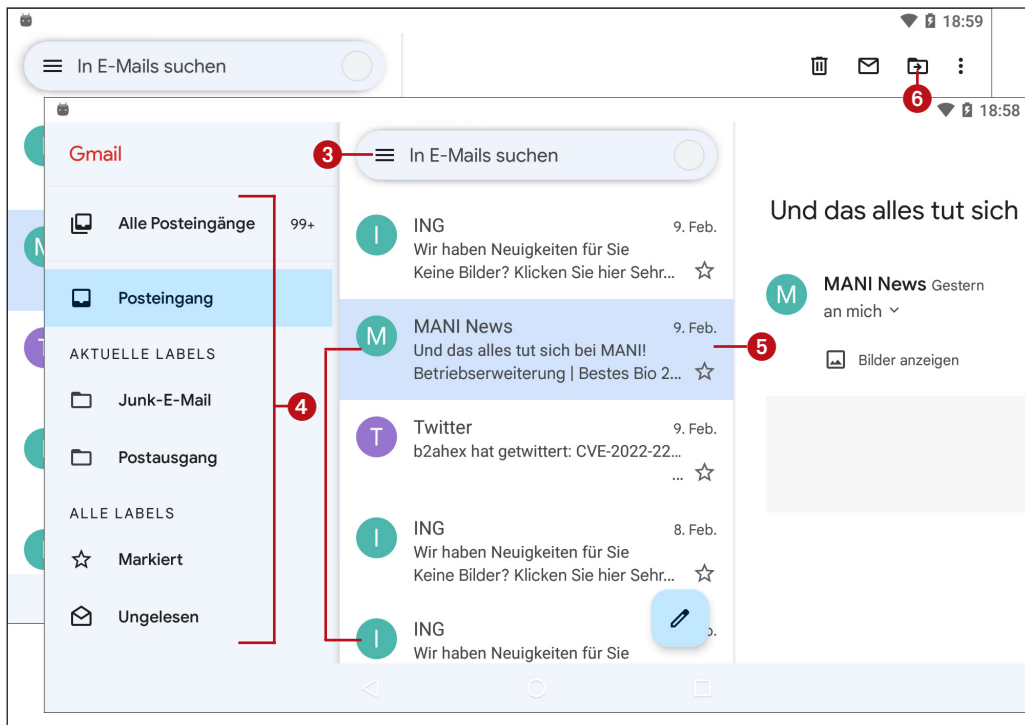 18:59
In E-Mails suchen
6
18:58
Gmail
3
In E-Mails suchen
Alle Posteingänge 99+
Posteingang
AKTUELLE LABELS
Junk-E-Mail
4
Postausgang
ALLE LABELS
Markiert
Ungelesen
I
ING 9. Feb.
Wir haben Neuigkeiten für Sie
Keine Bilder? Klicken Sie hier Sehr...
M
MANI News 9. Feb.
Und das alles tut sich bei MANI!
Betriebserweiterung | Bestes Bio 2...
5
T
Twitter 9. Feb.
b2ahex hat getwittert: CVE-2022-22...
...
I
ING 8. Feb.
Wir haben Neuigkeiten für Sie
Keine Bilder? Klicken Sie hier Sehr...
I
ING
Wir haben Neuigkeiten für Sie
Und das alles tut sich
M
MANI News Gestern
an mich
Bilder anzeigen